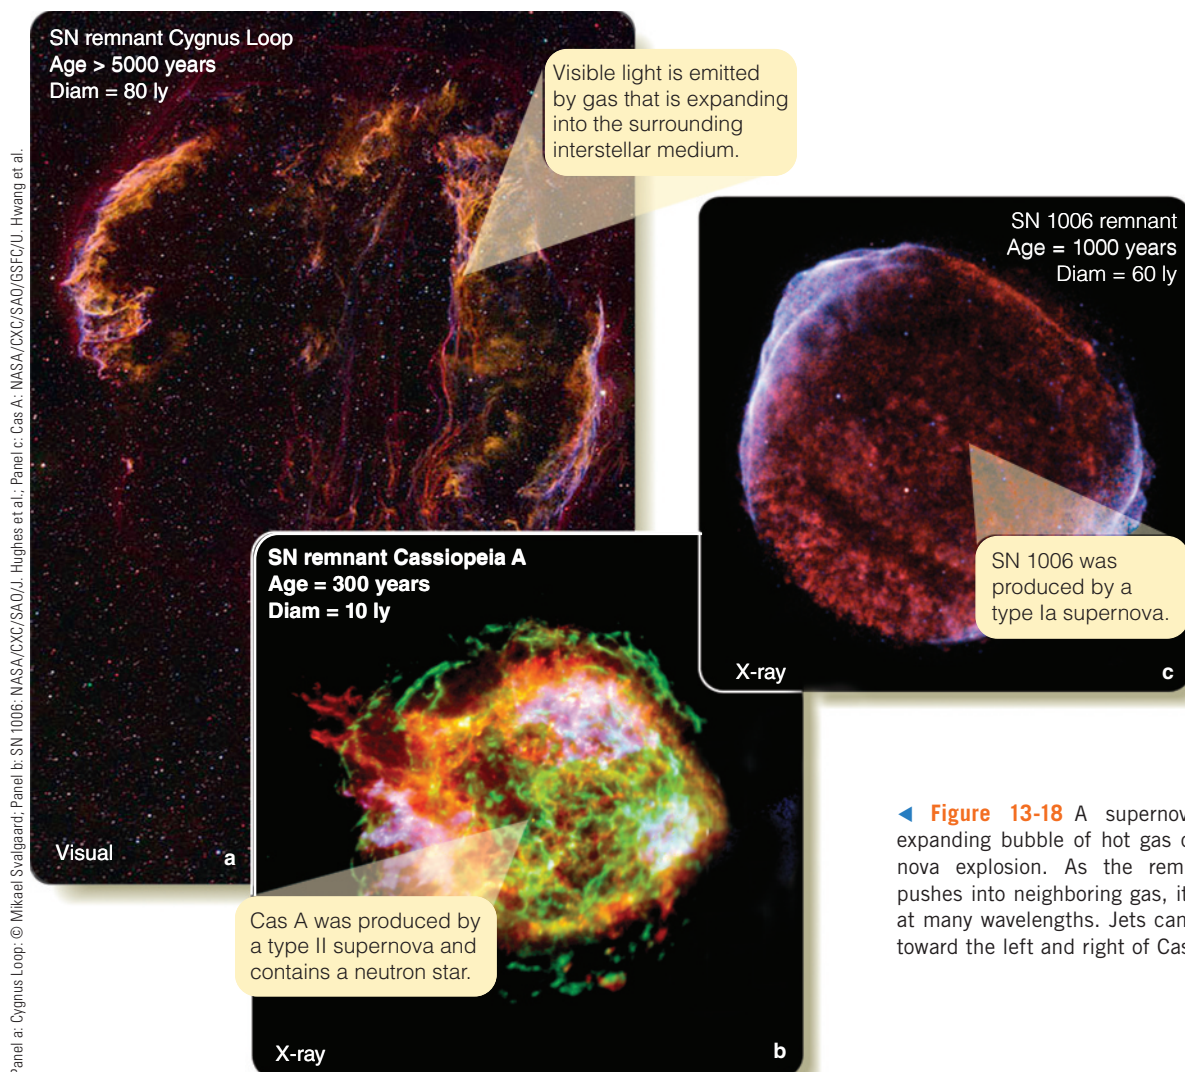 SN remnant Cygnus Loop
Age > 5000 years
Diam = 80 ly
Visible light is emitted
by gas that is expanding
into the surrounding
interstellar medium.
Visual
a
SN 1006 remnant
Age = 1000 years
Diam = 60 ly
SN 1006 was
produced by a
type Ia supernova.
X-ray
c
SN remnant Cassiopeia A
Age = 300 years
Diam = 10 ly
Cas A was produced by
a type II supernova and
contains a neutron star.
X-ray
b
Panel a: Cygnus Loop: © Mikael Svalgaard; Panel b: SN 1006: NASA/CXC/SAO/J. Hughes et al.; Panel c: Cas A: NASA/CXC/SAO/GSFC/U. Hwang et al.
◀ Figure 13-18 A supernov
expanding bubble of hot gas
nova explosion. As the rem
pushes into neighboring gas, it
at many wavelengths. Jets can
toward the left and right of Cas